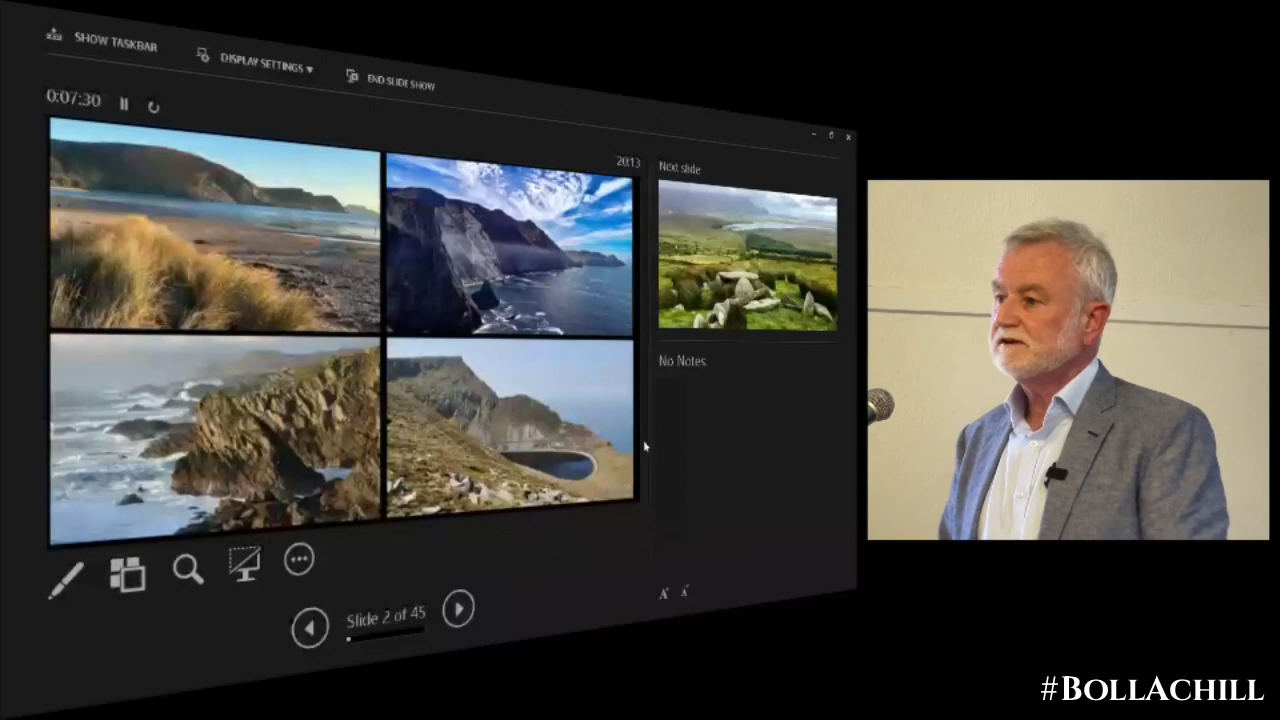 SHOW TASKBAR
DISPLAY SETTINGS ▼
END SLIDE SHOW
0:07:30
20:13
Next slide
No Notes
Slide 2 of 45
A
A
#BOLLACHILL